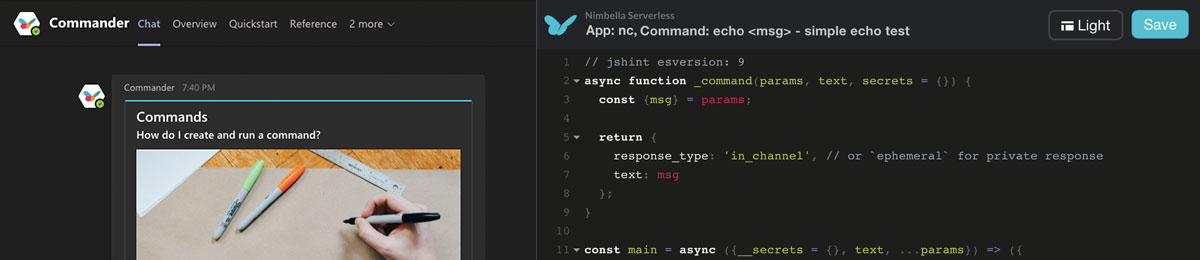 Commander Chat Overview Quickstart Reference 2 more
Commander 7:40 PM
Commands
How do I create and run a command?
Nimbella Serverless
App: nc, Command: echo <msg> - simple echo test
Light Save
1 // jshint esversion: 9
2 async function _command(params, text, secrets = {}) {
3 const {msg} = params;
4
5 return {
6 response_type: 'in_channel', // or `ephemeral` for private response
7 text: msg
8 };
9 }
10
11 const main = async ({__secrets = {}, text, ...params}) => ({